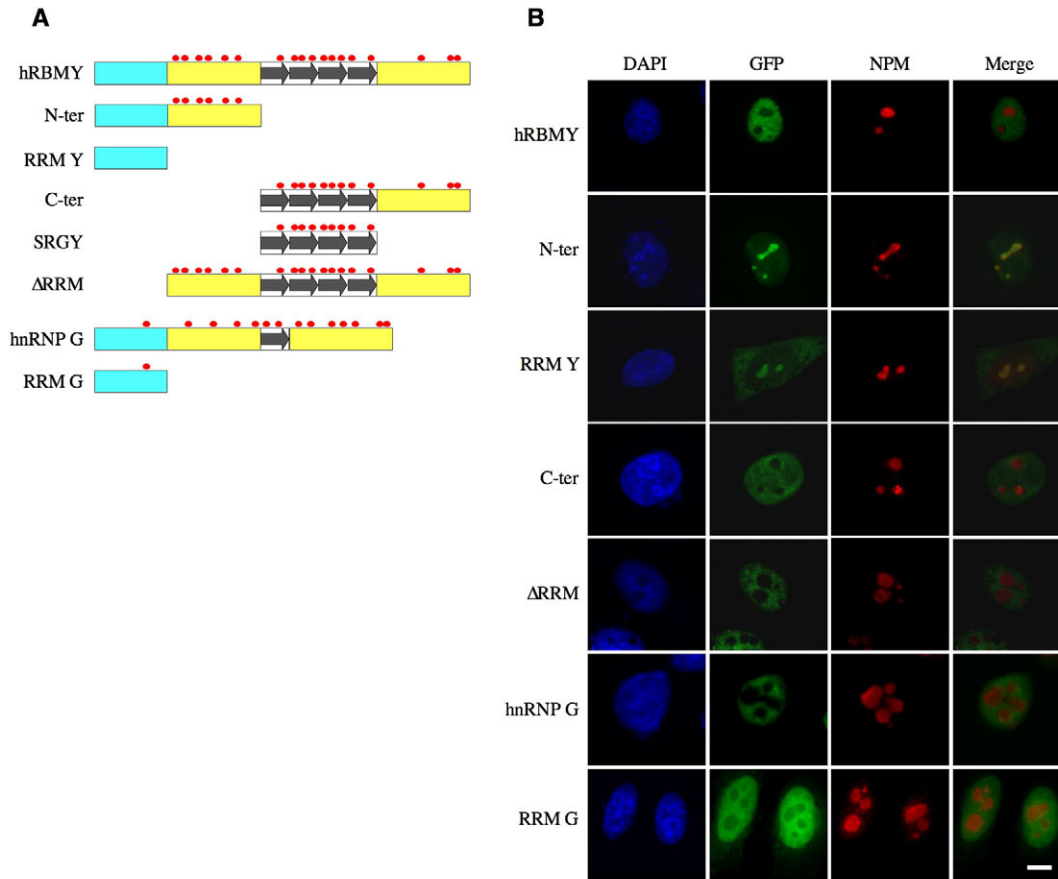 A
hRBMY
N-ter
RRM Y
C-ter
SRGY
ΔRRM
hnRNP G
RRM G
B
DAPI GFP NPM Merge
hRBMY
N-ter
RRM Y
C-ter
ΔRRM
hnRNP G
RRM G